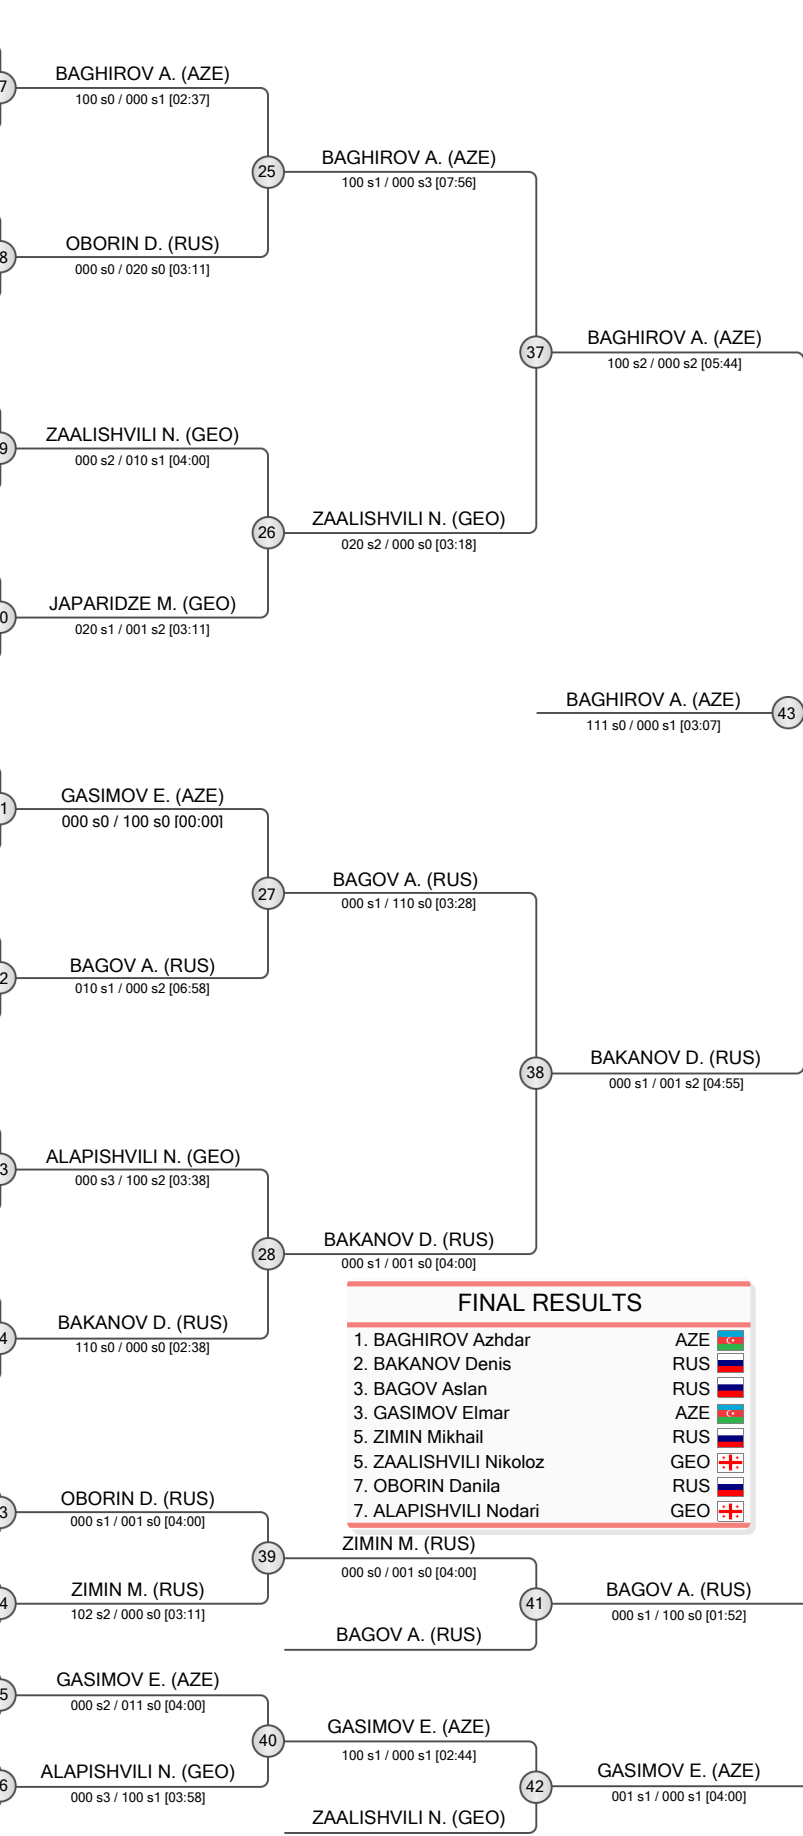 BAGHIROV A. (AZE)
7
100 s0 / 000 s1 [02:37]
BAGHIROV A. (AZE)
25
100 s1 / 000 s3 [07:56]
OBORIN D. (RUS)
8
000 s0 / 020 s0 [03:11]
BAGHIROV A. (AZE)
37
100 s2 / 000 s2 [05:44]
ZAALISHVILI N. (GEO)
9
000 s2 / 010 s1 [04:00]
ZAALISHVILI N. (GEO)
26
020 s2 / 000 s0 [03:18]
JAPARIDZE M. (GEO)
0
020 s1 / 001 s2 [03:11]
BAGHIROV A. (AZE)
43
111 s0 / 000 s1 [03:07]
GASIMOV E. (AZE)
1
000 s0 / 100 s0 [00:00]
BAGOV A. (RUS)
27
000 s1 / 110 s0 [03:28]
BAGOV A. (RUS)
2
010 s1 / 000 s2 [06:58]
BAKANOV D. (RUS)
38
000 s1 / 001 s2 [04:55]
ALAPISHVILI N. (GEO)
3
000 s3 / 100 s2 [03:38]
BAKANOV D. (RUS)
28
000 s1 / 001 s0 [04:00]
BAKANOV D. (RUS)
4
110 s0 / 000 s0 [02:38]
FINAL RESULTS
1. BAGHIROV Azhdar AZE
2. BAKANOV Denis RUS
3. BAGOV Aslan RUS
3. GASIMOV Elmar AZE
5. ZIMIN Mikhail RUS
5. ZAALISHVILI Nikoloz GEO
7. OBORIN Danila RUS
7. ALAPISHVILI Nodari GEO
OBORIN D. (RUS)
3
000 s1 / 001 s0 [04:00]
ZIMIN M. (RUS)
39
000 s0 / 001 s0 [04:00]
ZIMIN M. (RUS)
4
102 s2 / 000 s0 [03:11]
BAGOV A. (RUS)
41
000 s1 / 100 s0 [01:52]
BAGOV A. (RUS)
GASIMOV E. (AZE)
5
000 s2 / 011 s0 [04:00]
GASIMOV E. (AZE)
40
100 s1 / 000 s1 [02:44]
ALAPISHVILI N. (GEO)
6
000 s3 / 100 s1 [03:58]
GASIMOV E. (AZE)
42
001 s1 / 000 s1 [04:00]
ZAALISHVILI N. (GEO)